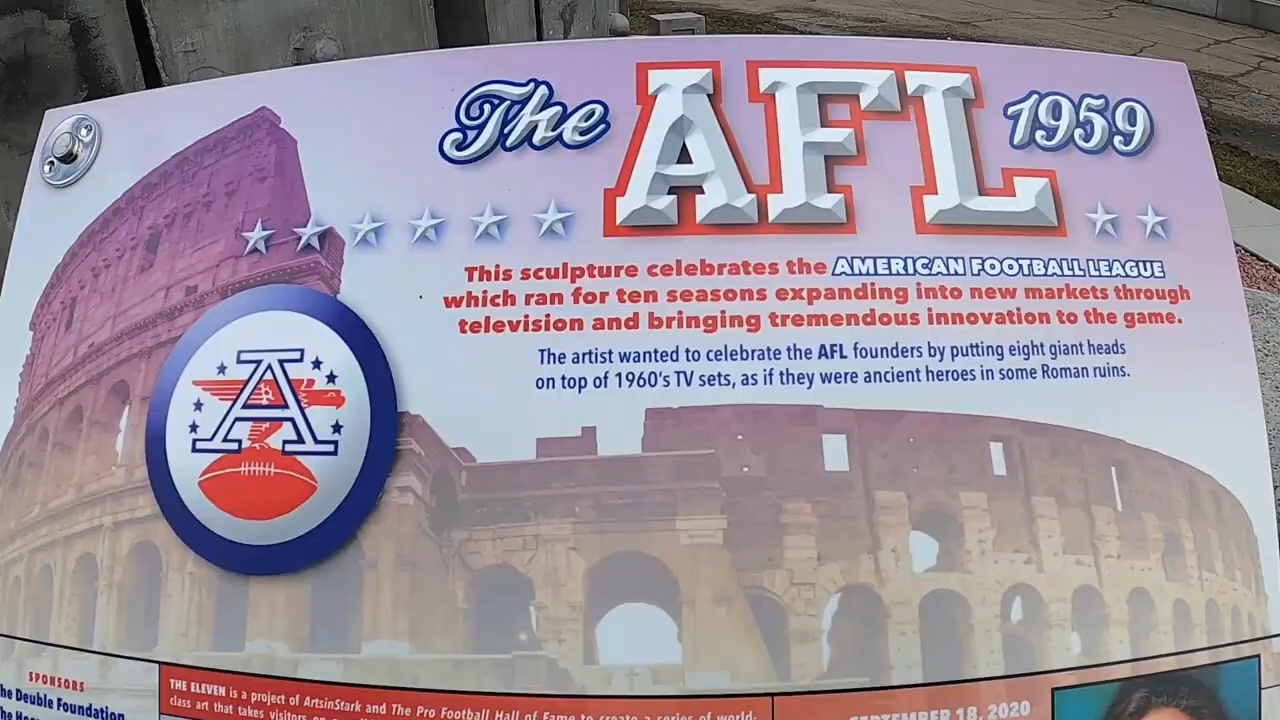 The AFL 1959
This sculpture celebrates the AMERICAN FOOTBALL LEAGUE
which ran for ten seasons expanding into new markets through
television and bringing tremendous innovation to the game.
The artist wanted to celebrate the AFL founders by putting eight giant heads
on top of 1960's TV sets, as if they were ancient heroes in some Roman ruins.
A
SPONSORS
The Deuble Foundation
THE ELEVEN is a project of ArtsinStark and The Pro Football Hall of Fame to create a series of world-
class art that takes visitors
SEPTEMBER 18, 2020